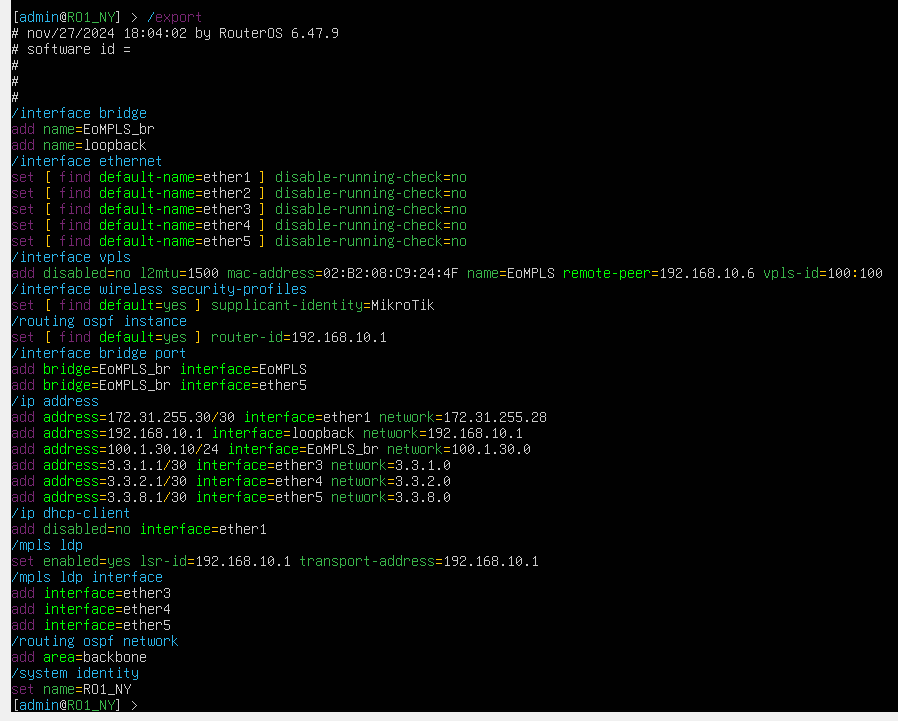 [admin@RO1_NY] > /export
# nov/27/2024 18:04:02 by RouterOS 6.47.9
# software id =
#
#
#
/interface bridge
add name=EoMPLS_br
add name=loopback
/interface ethernet
set [ find default-name=ether1 ] disable-running-check=no
set [ find default-name=ether2 ] disable-running-check=no
set [ find default-name=ether3 ] disable-running-check=no
set [ find default-name=ether4 ] disable-running-check=no
set [ find default-name=ether5 ] disable-running-check=no
/interface vpls
add disabled=no l2mtu=1500 mac-address=02:B2:08:C9:24:4F name=EoMPLS remote-peer=192.168.10.6 vpls-id=100:100
/interface wireless security-profiles
set [ find default=yes ] supplicant-identity=MikroTik
/routing ospf instance
set [ find default=yes ] router-id=192.168.10.1
/interface bridge port
add bridge=EoMPLS_br interface=EoMPLS
add bridge=EoMPLS_br interface=ether5
/ip address
add address=172.31.255.30/30 interface=ether1 network=172.31.255.28
add address=192.168.10.1 interface=loopback network=192.168.10.1
add address=100.1.30.10/24 interface=EoMPLS_br network=100.1.30.0
add address=3.3.1.1/30 interface=ether3 network=3.3.1.0
add address=3.3.2.1/30 interface=ether4 network=3.3.2.0
add address=3.3.8.1/30 interface=ether5 network=3.3.8.0
/ip dhcp-client
add disabled=no interface=ether1
/mpls ldp
set enabled=yes lsr-id=192.168.10.1 transport-address=192.168.10.1
/mpls ldp interface
add interface=ether3
add interface=ether4
add interface=ether5
/routing ospf network
add area=backbone
/system identity
set name=RO1_NY
[admin@RO1_NY] >